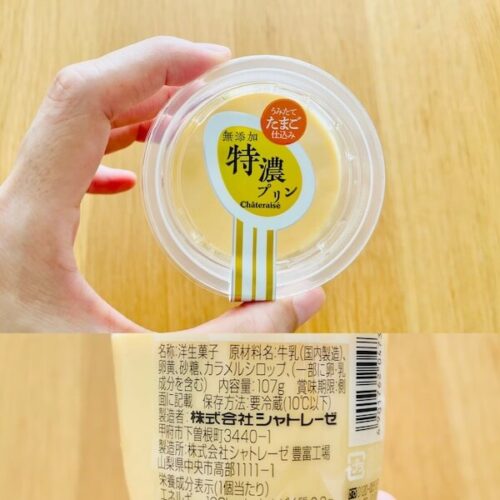 うみたて
たまご
仕込み
無添加
特濃
プリン
Châteraisé
名称:洋生菓子 原材料名:牛乳(国内製造)、
卵黄、砂糖、カラメルシロップ、(一部に卵・乳
成分を含む) 内容量:107g 賞味期限:側
面に記載 保存方法:要冷蔵(10℃以下)
製造者:株式会社シャトレーゼ
甲府市下曽根町3440-1
製造所:株式会社シャトレーゼ 豊富工場
山梨県中央市高部1111-1
栄養成分表示(1個当たり)